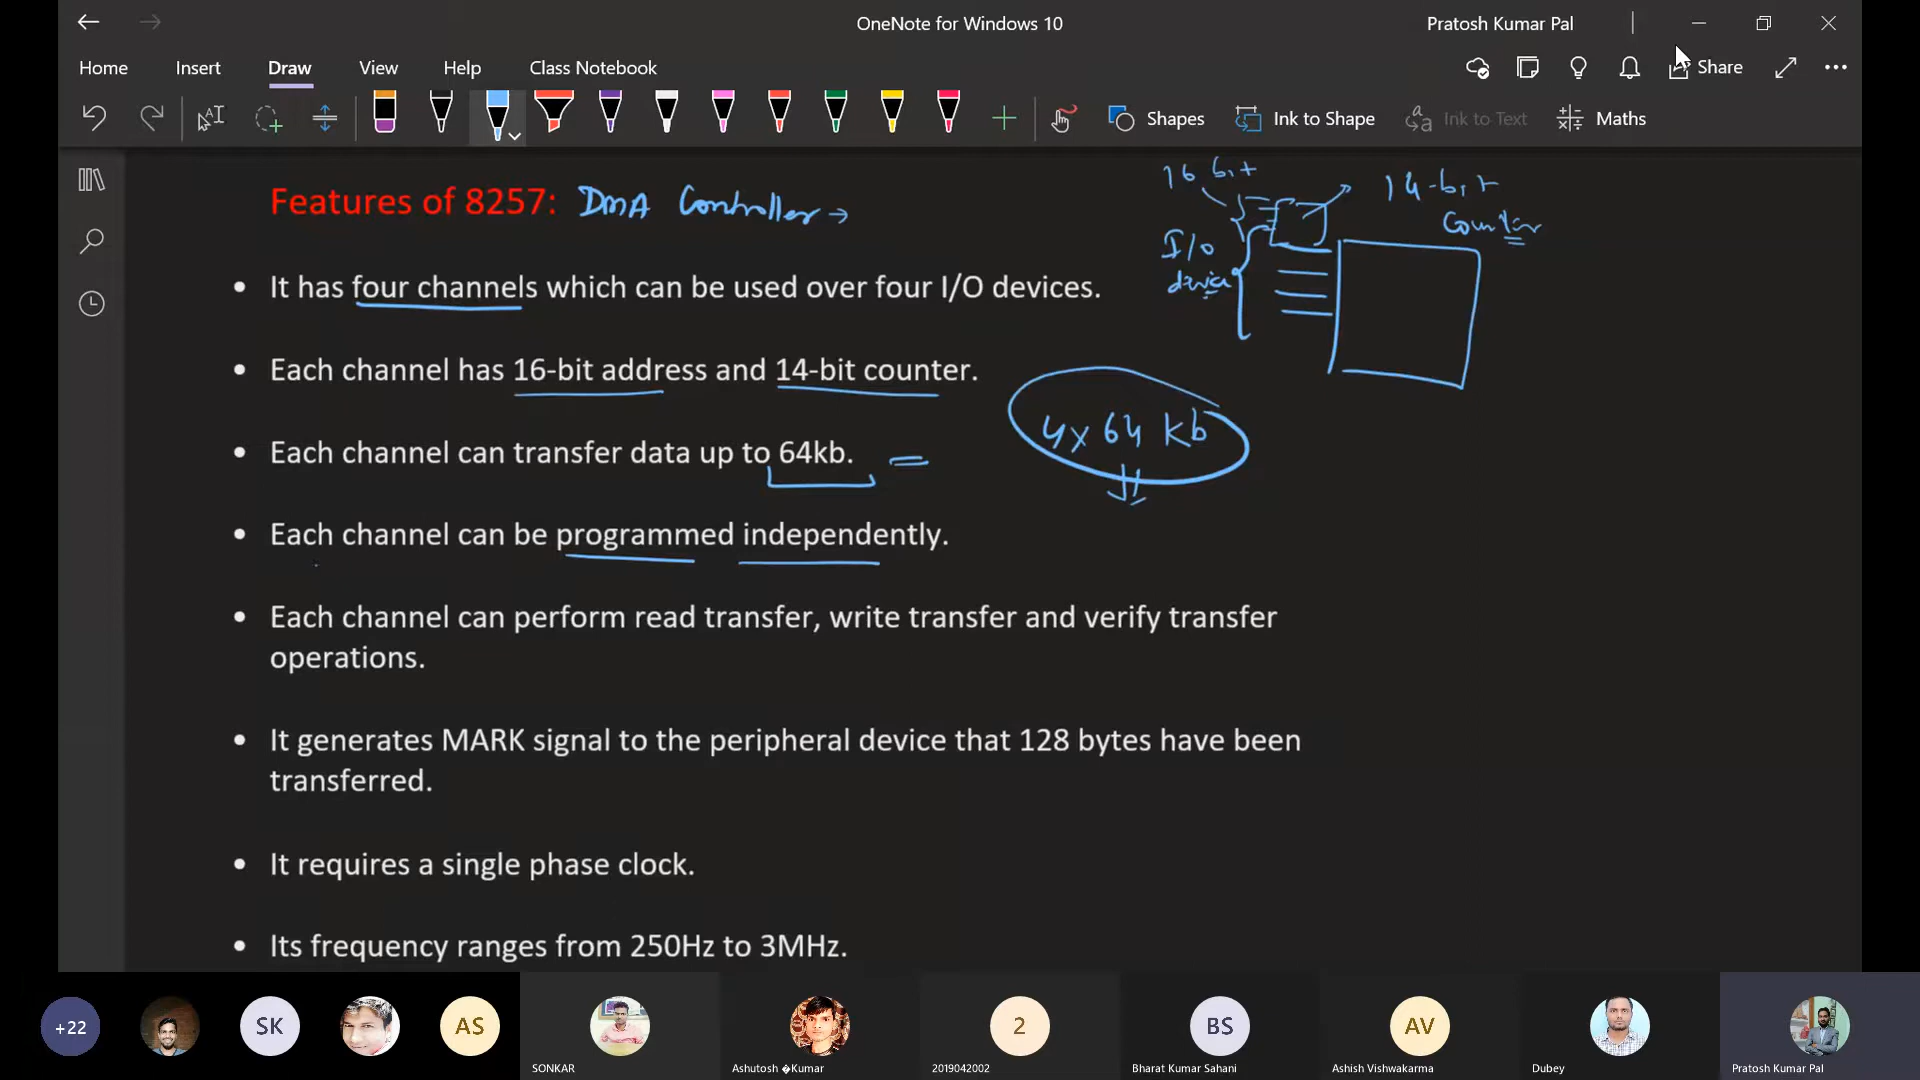 OneNote for Windows 10
Pratosh Kumar Pal
Home Insert Draw View Help Class Notebook
Share
Shapes Ink to Shape Ink to Text Maths
Features of 8257: DMA Controller →
16 bit
14-bit
Counter
I/O
device
• It has four channels which can be used over four I/O devices.
• Each channel has 16-bit address and 14-bit counter.
4x64 kb
• Each channel can transfer data up to 64kb. =
• Each channel can be programmed independently.
• Each channel can perform read transfer, write transfer and verify transfer
operations.
• It generates MARK signal to the peripheral device that 128 bytes have been
transferred.
• It requires a single phase clock.
• Its frequency ranges from 250Hz to 3MHz.
+22 SK AS 2 BS AV
SONKAR Ashutosh �Kumar 2019042002 Bharat Kumar Sahani Ashish Vishwakarma Dubey Pratosh Kumar Pal